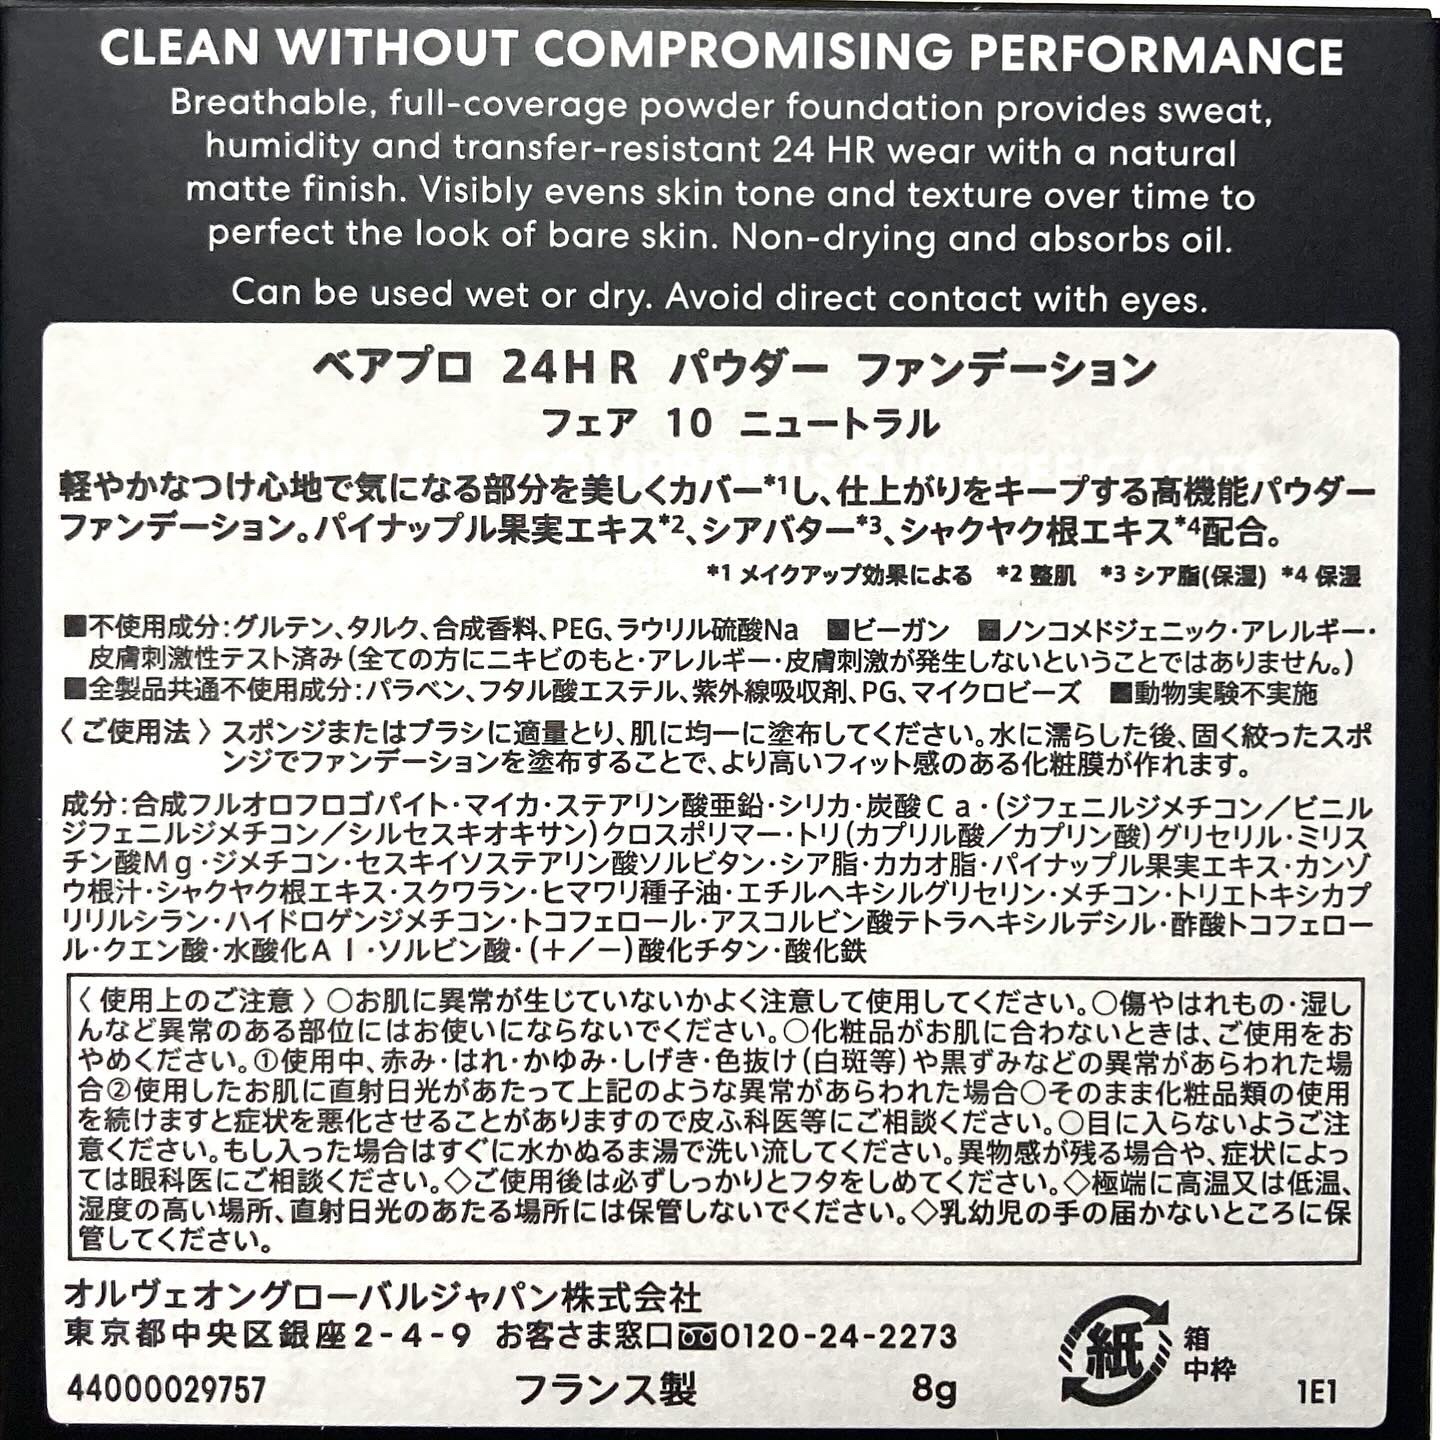 CLEAN WITHOUT COMPROMISING PERFORMANCE
Breathable, full-coverage powder foundation provides sweat,
humidity and transfer-resistant 24 HR wear with a natural
matte finish. Visibly evens skin tone and texture over time to
perfect the look of bare skin. Non-drying and absorbs oil.
Can be used wet or dry. Avoid direct contact with eyes.
ベアプロ 24HR パウダー ファンデーション
フェア 10 ニュートラル
軽やかなつけ心地で気になる部分を美しくカバー*1し、仕上がりをキープする高機能パウダー
ファンデーション。パイナップル果実エキス*2、シアバター*3、シャクヤク根エキス*4配合。
*1 メイクアップ効果による *2 整肌 *3 シア脂(保湿) *4 保湿
■不使用成分:グルテン、タルク、合成香料、PEG、ラウリル硫酸Na ■ビーガン ■ノンコメドジェニック・アレルギー・
皮膚刺激性テスト済み(全ての方にニキビのもと・アレルギー・皮膚刺激が発生しないということではありません。)
■全製品共通不使用成分:パラベン、フタル酸エステル、紫外線吸収剤、PG、マイクロビーズ ■動物実験不実施
〈ご使用法〉スポンジまたはブラシに適量とり、肌に均一に塗布してください。水に濡らした後、固く絞ったスポ
ンジでファンデーションを塗布することで、より高いフィット感のある化粧膜が作れます。
成分:合成フルオロフロゴパイト・マイカ・ステアリン酸亜鉛・シリカ・炭酸Ca・(ジフェニルジメチコン/ビニル
ジフェニルジメチコン/シルセスキオキサン)クロスポリマー・トリ(カプリル酸/カプリン酸)グリセリル・ミリス
チン酸Mg・ジメチコン・セスキイソステアリン酸ソルビタン・シア脂・カカオ脂・パイナップル果実エキス・カンゾ
ウ根汁・シャクヤク根エキス・スクワラン・ヒマワリ種子油・エチルヘキシルグリセリン・メチコン・トリエトキシカプ
リリルシラン・ハイドロゲンジメチコン・トコフェロール・アスコルビン酸テトラヘキシルデシル・酢酸トコフェロー
ル・クエン酸・水酸化Al・ソルビン酸・(+/-)酸化チタン・酸化鉄
〈使用上のご注意〉○お肌に異常が生じていないかよく注意して使用してください。○傷やはれもの・湿し
んなど異常のある部位にはお使いにならないでください。○化粧品がお肌に合わないときは、ご使用をお
やめください。①使用中、赤み・はれ・かゆみ・しげき・色抜け(白斑等)や黒ずみなどの異常があらわれた場
合②使用したお肌に直射日光があたって上記のような異常があらわれた場合○そのまま化粧品類の使用
を続けますと症状を悪化させることがありますので皮ふ科医等にご相談ください。○目に入らないようご注
意ください。もし入った場合はすぐに水かぬるま湯で洗い流してください。異物感が残る場合や、症状によっ
ては眼科医にご相談ください。◇ご使用後は必ずしっかりとフタをしめてください。◇極端に高温又は低温、
湿度の高い場所、直射日光のあたる場所には保管しないでください。◇乳幼児の手の届かないところに保
管してください。
オルヴェオングローバルジャパン株式会社
東京都中央区銀座2-4-9 お客さま窓口0120-24-2273
44000029757 フランス製 8g
紙 箱
中枠
1E1